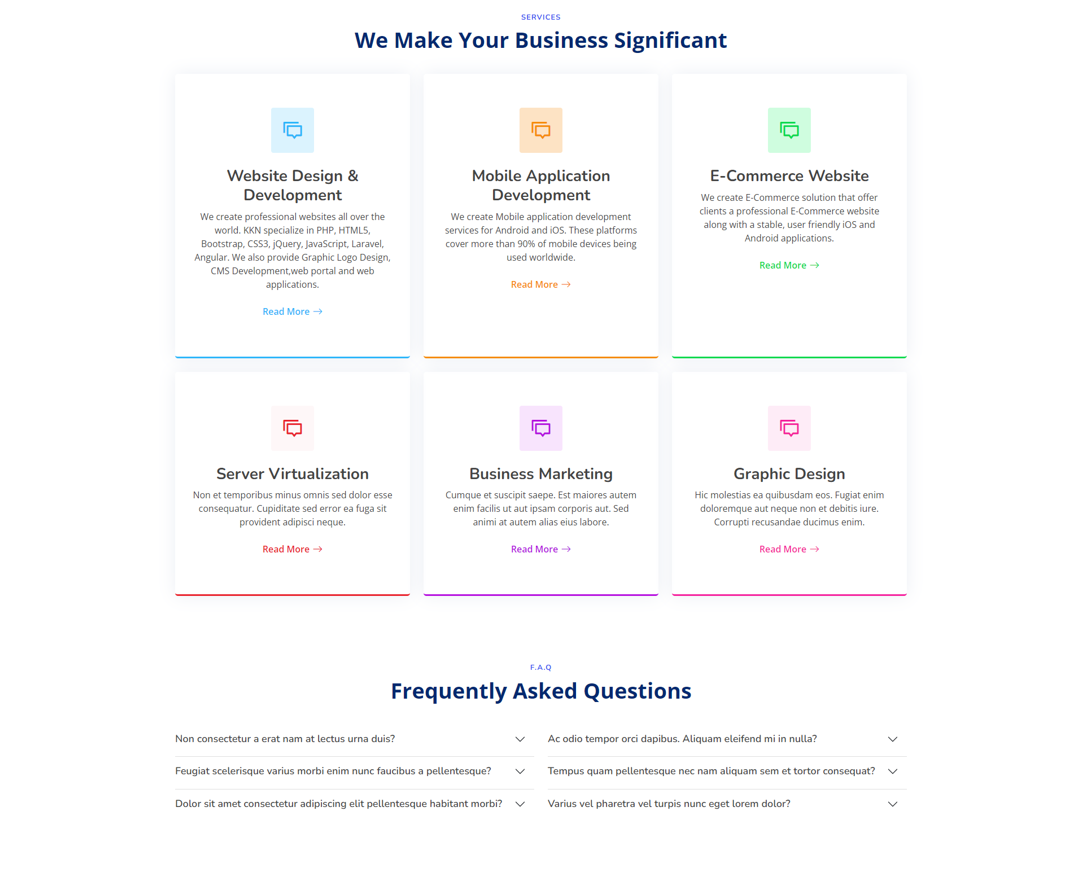 SERVICES
We Make Your Business Significant
Website Design &
Development
We create professional websites all over the
world. KKN specialize in PHP, HTML5,
Bootstrap, CSS3, jQuery, JavaScript, Laravel,
Angular. We also provide Graphic Logo Design,
CMS Development,web portal and web
applications.
Read More →
Mobile Application
Development
We create Mobile application development
services for Android and iOS. These platforms
cover more than 90% of mobile devices being
used worldwide.
Read More →
E-Commerce Website
We create E-Commerce solution that offer
clients a professional E-Commerce website
along with a stable, user friendly iOS and
Android applications.
Read More →
Server Virtualization
Non et temporibus minus omnis sed dolor esse
consequatur. Cupiditate sed error ea fuga sit
provident adipisci neque.
Read More →
Business Marketing
Cumque et suscipit saepe. Est maiores autem
enim facilis ut aut ipsam corporis aut. Sed
animi at autem alias eius labore.
Read More →
Graphic Design
Hic molestias ea quibusdam eos. Fugiat enim
doloremque aut neque non et debitis iure.
Corrupti recusandae ducimus enim.
Read More →
F.A.Q
Frequently Asked Questions
Non consectetur a erat nam at lectus urna duis?
Feugiat scelerisque varius morbi enim nunc faucibus a pellentesque?
Dolor sit amet consectetur adipiscing elit pellentesque habitant morbi?
Ac odio tempor orci dapibus. Aliquam eleifend mi in nulla?
Tempus quam pellentesque nec nam aliquam sem et tortor consequat?
Varius vel pharetra vel turpis nunc eget lorem dolor?